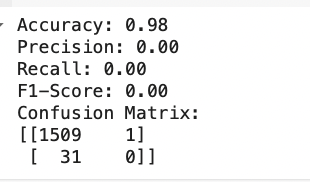 Accuracy: 0.98
Precision: 0.00
Recall: 0.00
F1-Score: 0.00
Confusion Matrix:
[[1509    1]
 [  31    0]]